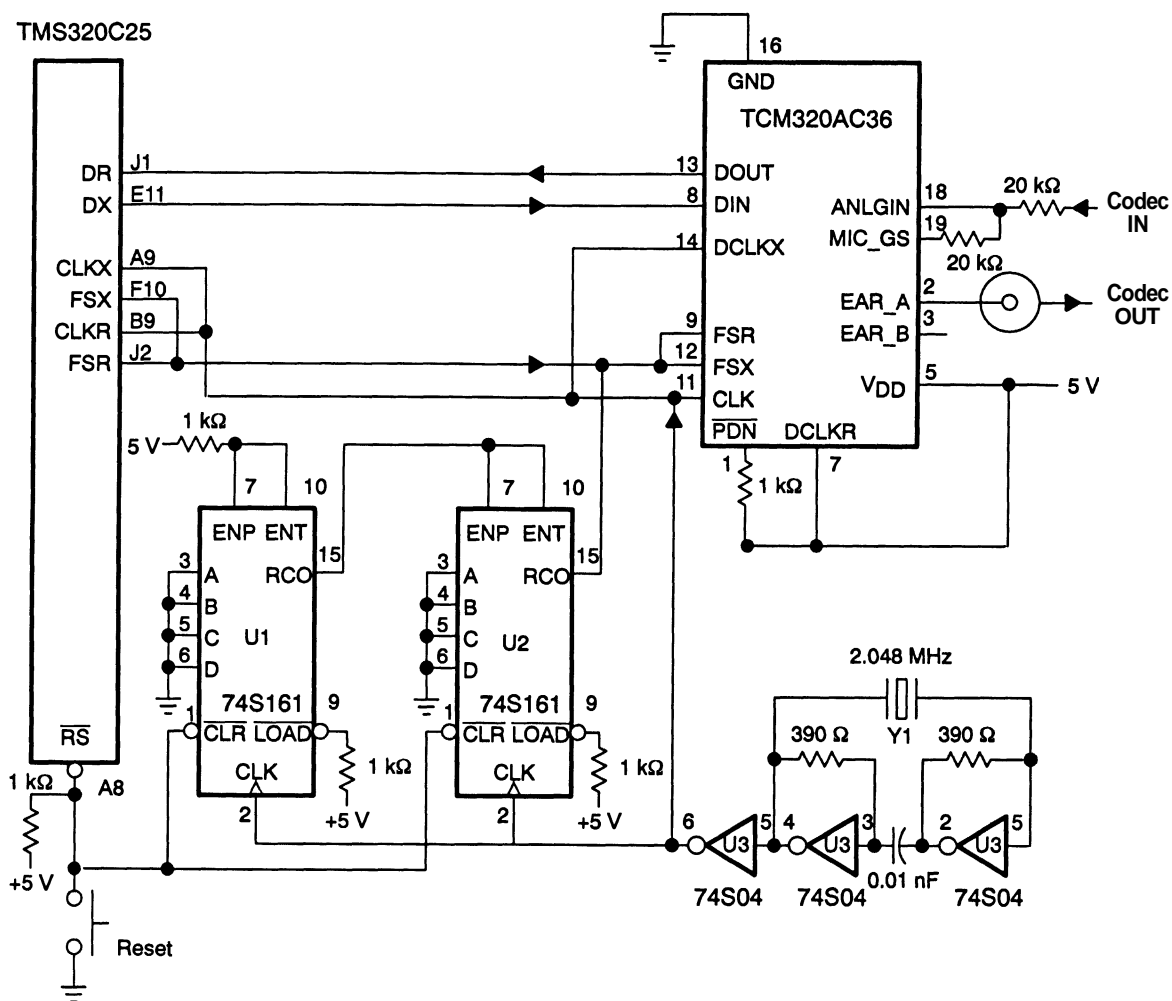 TMS320C25
16
GND
TCM320AC36
DR J1 13 DOUT
DX E11 8 DIN
ANLGIN 18 20 kΩ Codec IN
MIC_GS 19
20 kΩ
14 DCLKX
CLKX A9
FSX F10
CLKR B9
FSR J2
EAR_A 2 Codec OUT
EAR_B 3
9 FSR
12 FSX
11 CLK
VDD 5 5 V
PDN DCLKR
1 7
1 kΩ
5 V 1 kΩ
7 10
ENP ENT
15
RCO
3 A
4 B
5 C
6 D
U1
74S161
1 9
CLR LOAD
CLK
2
1 kΩ
+5 V
7 10
ENP ENT
15
RCO
3 A
4 B
5 C
6 D
U2
74S161
1 9
CLR LOAD
CLK
2
1 kΩ
+5 V
2.048 MHz
Y1
390 Ω
390 Ω
6 U3 5
4 U3 3
2 U3 5
0.01 nF
74S04
74S04
74S04
RS
A8
1 kΩ
+5 V
Reset